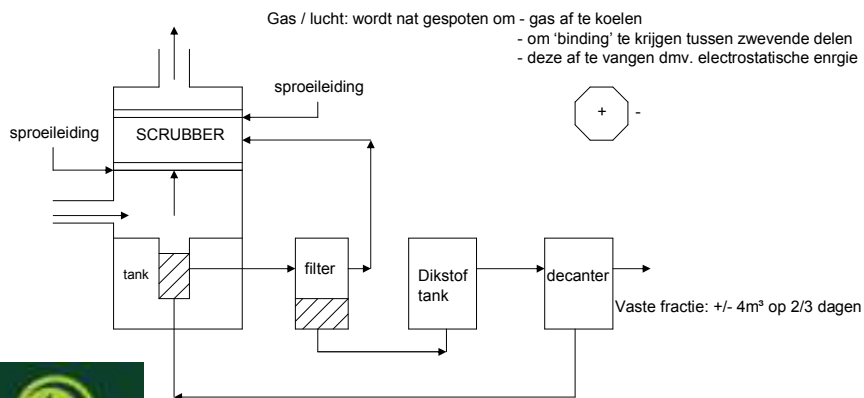 Gas / lucht: wordt nat gespoten om - gas af te koelen
- om ‘binding’ te krijgen tussen zwevende delen
- deze af te vangen dmv. electrostatische enrgie
sproeileiding
+ -
sproeileiding
SCRUBBER
tank
filter
Dikstof
tank
decanter
Vaste fractie: +/- 4m³ op 2/3 dagen